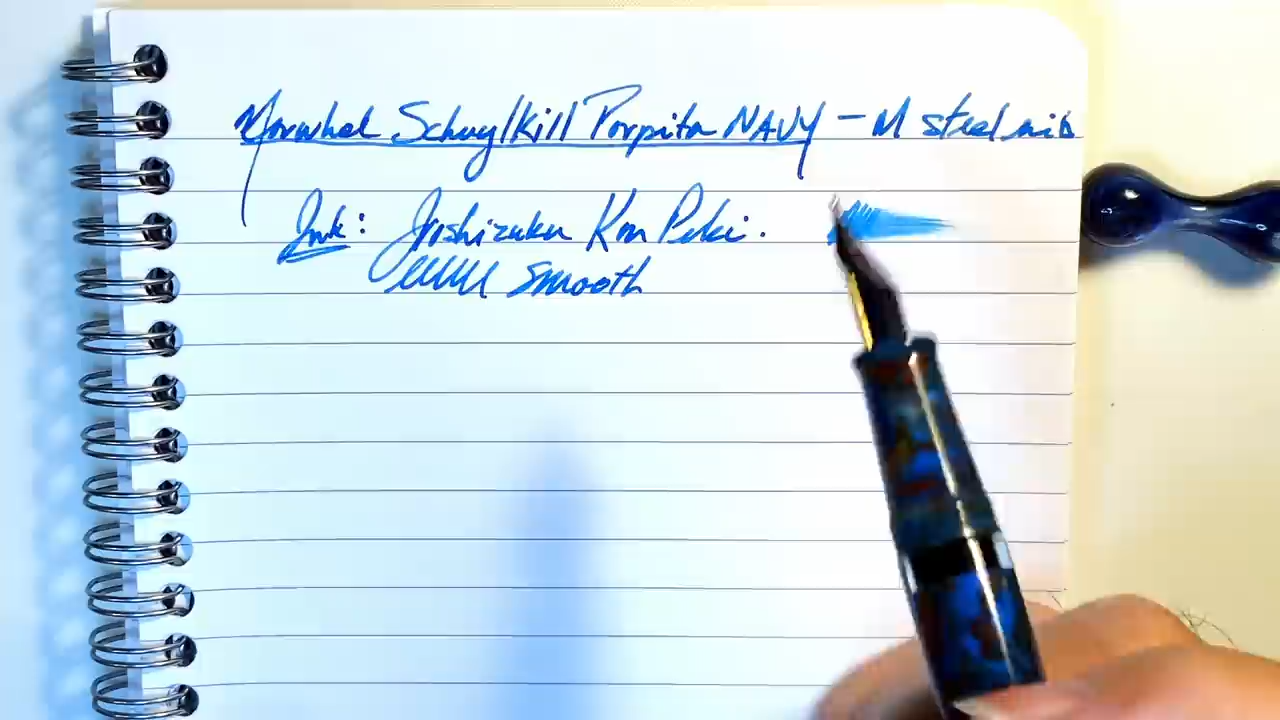 Narwhal Schuylkill Porpita NAVY - M steel nib
Ink: Iroshizuku Kon Peki.
smooth